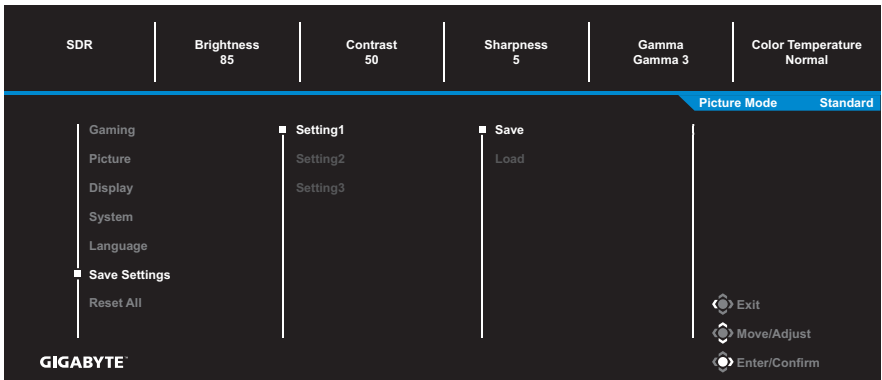 SDR
Brightness
85
Contrast
50
Sharpness
5
Gamma
Gamma 3
Color Temperature
Normal
Picture Mode Standard
Gaming
Picture
Display
System
Language
Save Settings
Reset All
Setting1
Setting2
Setting3
Save
Load
Exit
Move/Adjust
Enter/Confirm
GIGABYTE™